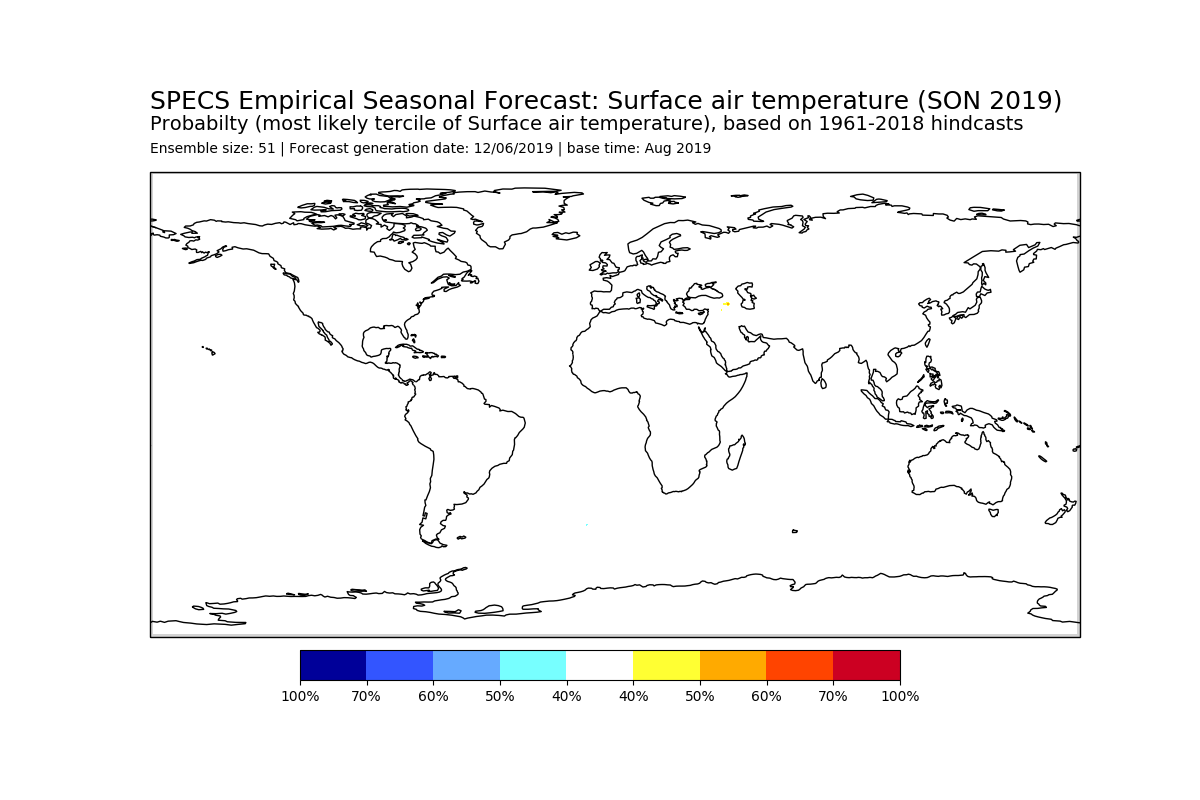 SPECS Empirical Seasonal Forecast: Surface air temperature (SON 2019)
Probabilty (most likely tercile of Surface air temperature), based on 1961-2018 hindcasts
Ensemble size: 51 | Forecast generation date: 12/06/2019 | base time: Aug 2019
100% 70% 60% 50% 40% 40% 50% 60% 70% 100%